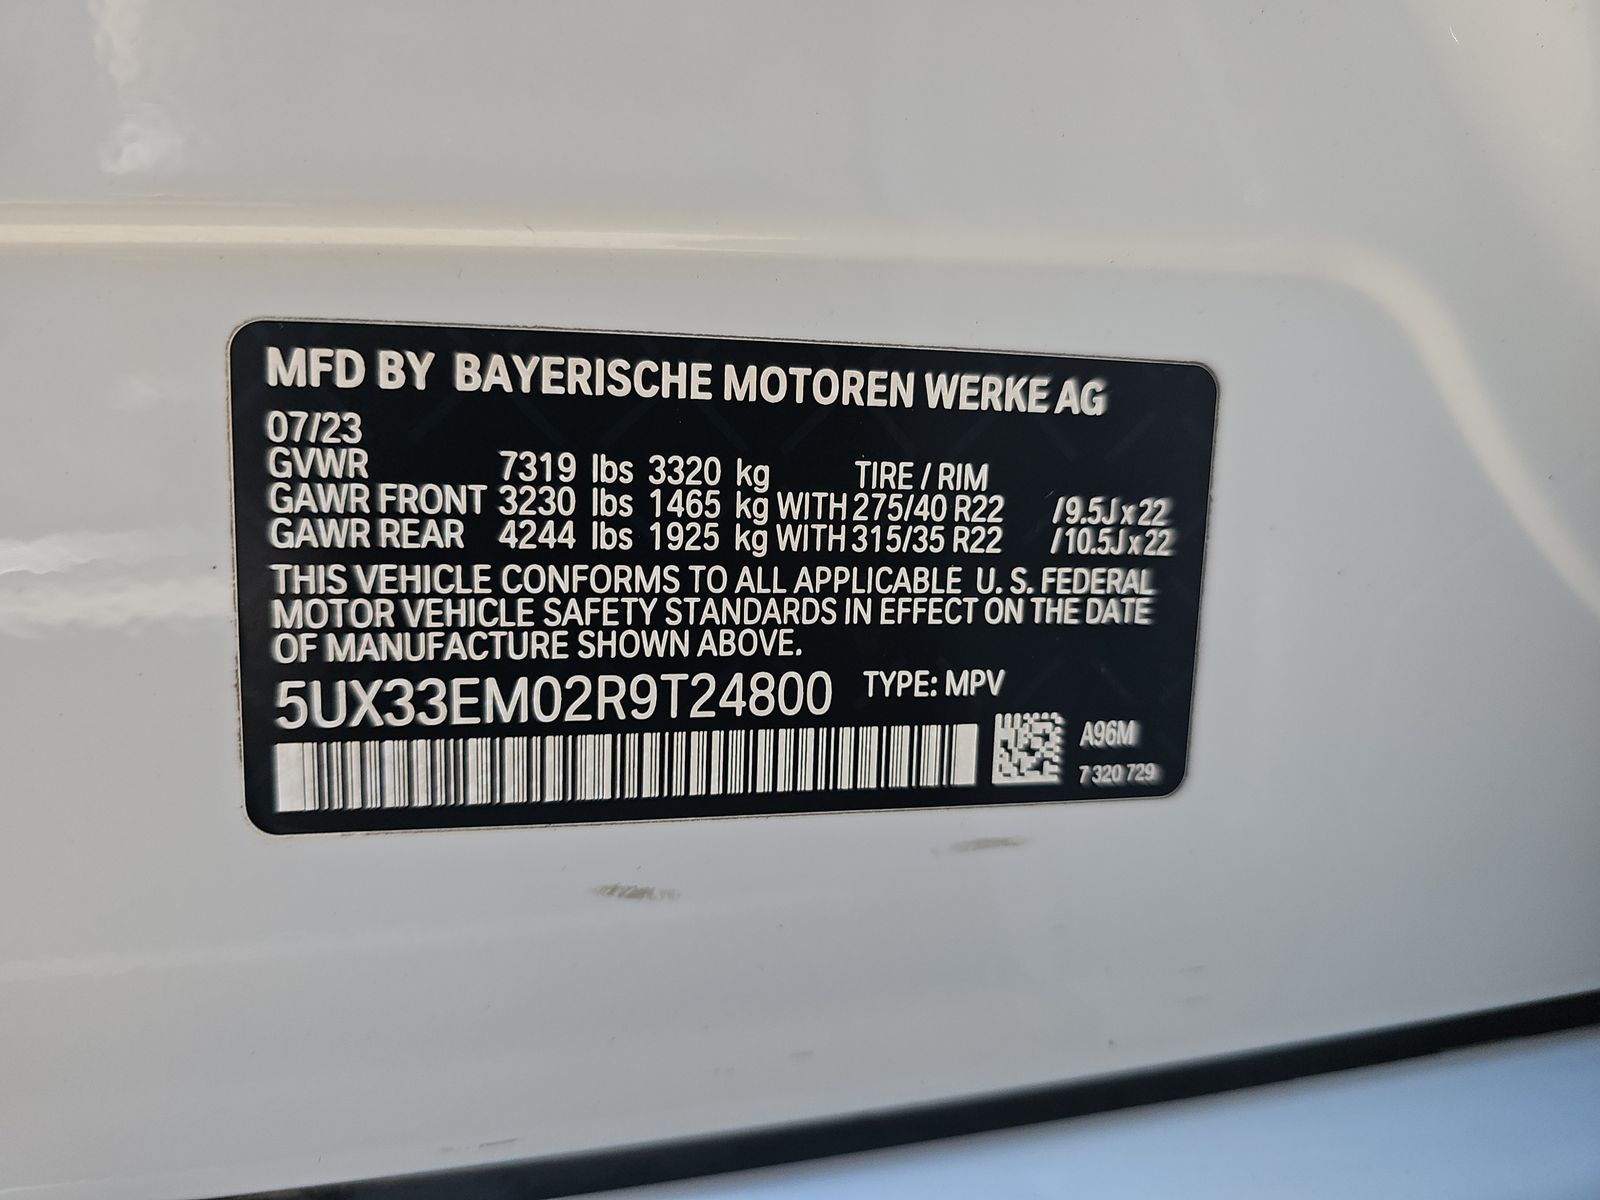 MFD BY BAYERISCHE MOTOREN WERKE AG
07/23
GVWR 7319 lbs 3320 kg TIRE / RIM
GAWR FRONT 3230 lbs 1465 kg WITH 275/40 R22 /9.5J x 22
GAWR REAR 4244 lbs 1925 kg WITH 315/35 R22 /10.5J x 22
THIS VEHICLE CONFORMS TO ALL APPLICABLE U. S. FEDERAL
MOTOR VEHICLE SAFETY STANDARDS IN EFFECT ON THE DATE
OF MANUFACTURE SHOWN ABOVE.
5UX33EM02R9T24800 TYPE: MPV
A96M
7 320 729